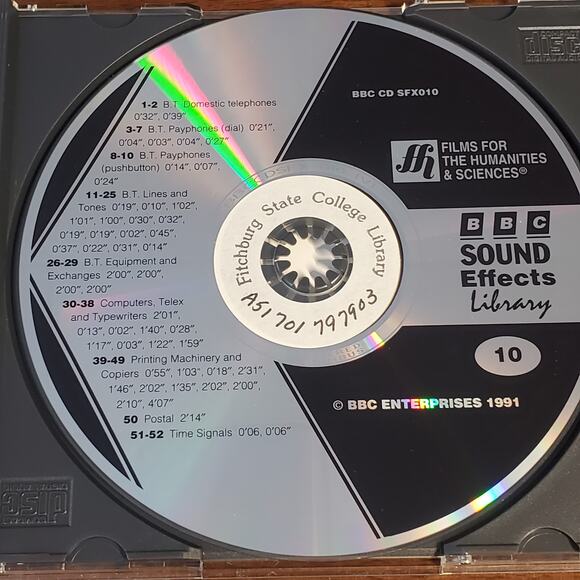 1-2 B.T. Domestic telephones
0'32", 0'39"
3-7 B.T. Payphones (dial) 0'21",
0'04", 0'03", 0'04", 0'27"
8-10 B.T. Payphones
(pushbutton) 0'14", 0'07",
0'24"
11-25 B.T. Lines and
Tones 0'19", 0'10", 1'02",
1'01", 1'00", 0'30", 0'32",
0'19", 0'19", 0'02", 0'45",
0'37", 0'22", 0'31", 0'14"
26-29 B.T. Equipment and
Exchanges 2'00", 2'00",
2'00", 2'00"
30-38 Computers, Telex
and Typewriters 2'01",
0'13", 0'02", 1'40", 0'28",
1'17", 0'03", 1'22", 1'59"
39-49 Printing Machinery and
Copiers 0'55", 1'03", 0'18", 2'31",
1'46", 2'02", 1'35", 2'02", 2'00",
2'10", 4'07"
50 Postal 2'14"
51-52 Time Signals 0'06, 0'06"
Fitchburg State College Library
A51701 797903
BBC CD SFX010
ffh
FILMS FOR
THE HUMANITIES
& SCIENCES®
BBC
SOUND
Effects
Library
10
© BBC ENTERPRISES 1991
COMPACT
disc
DIGITAL AUDIO
disc